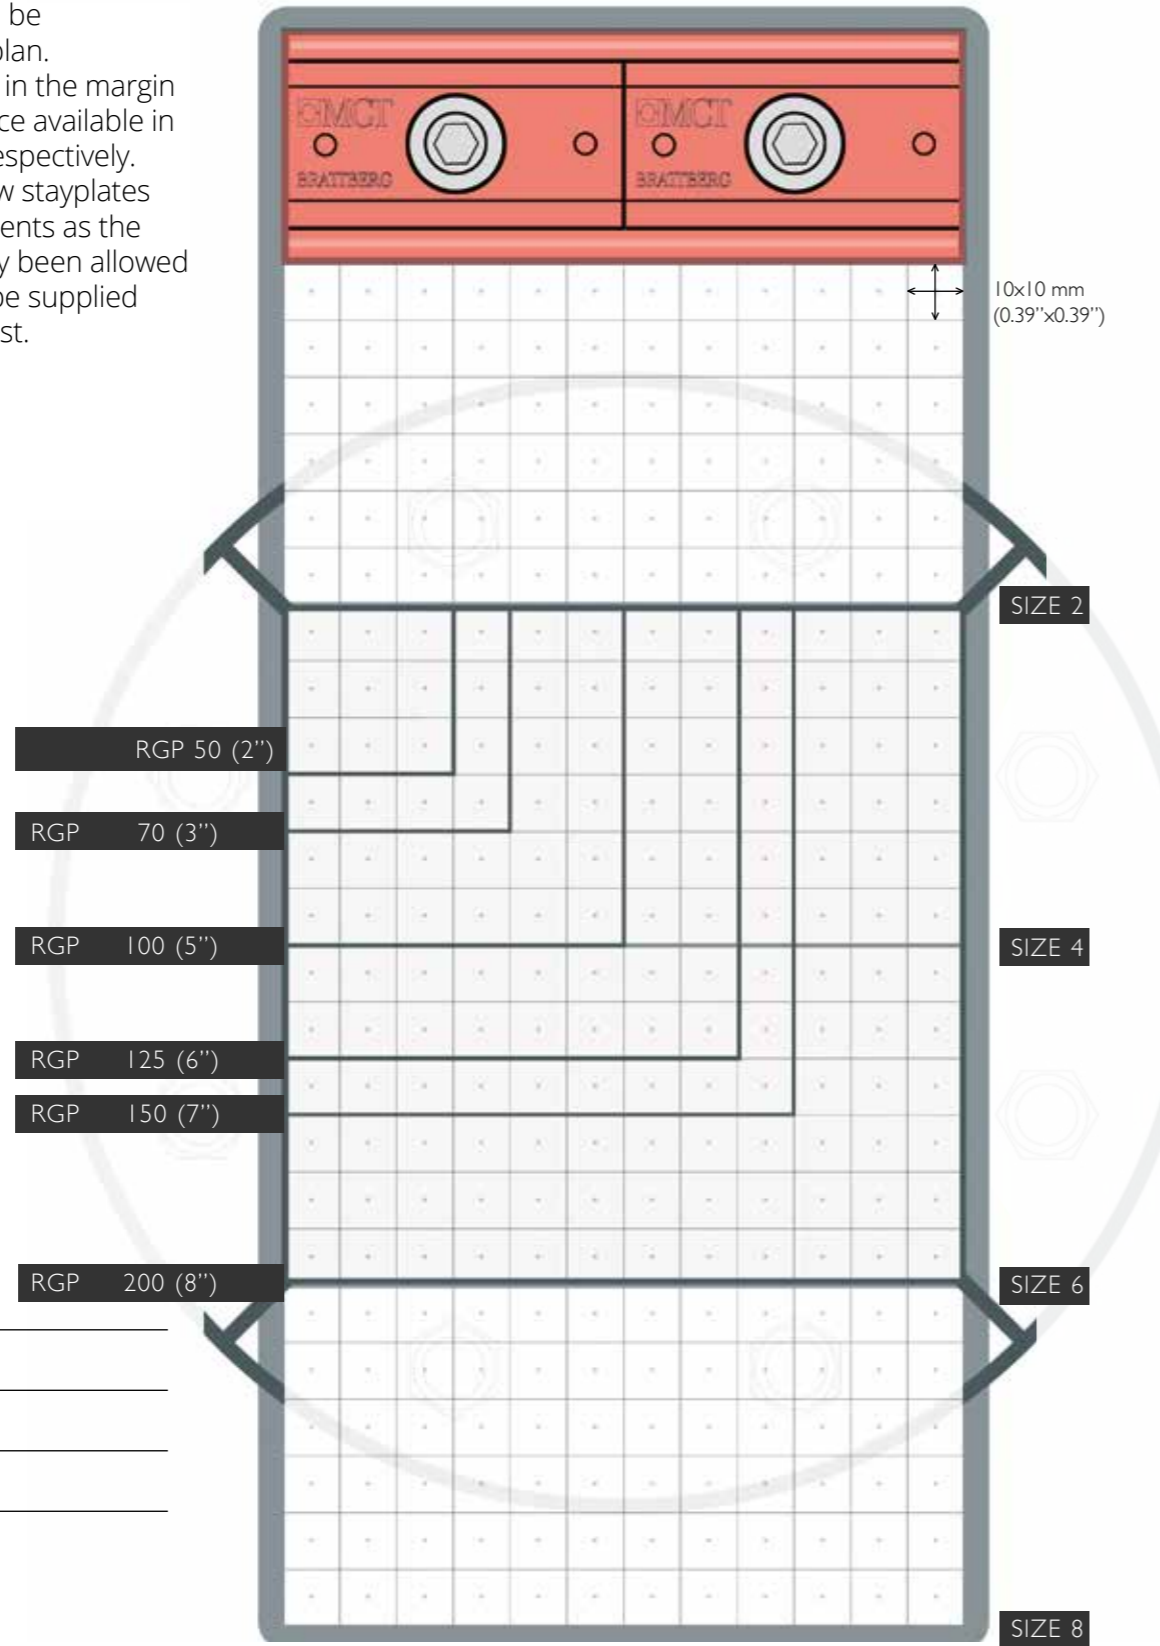 be
plan.
in the margin
ce available in
espectively.
w stayplates
ents as the
y been allowed
be supplied
st.
MCT
BRATTBERG
MCT
BRATTBERG
10x10 mm
(0.39”x0.39”)
SIZE 2
RGP 50 (2”)
RGP 70 (3”)
RGP 100 (5”)
SIZE 4
RGP 125 (6”)
RGP 150 (7”)
RGP 200 (8”)
SIZE 6
SIZE 8